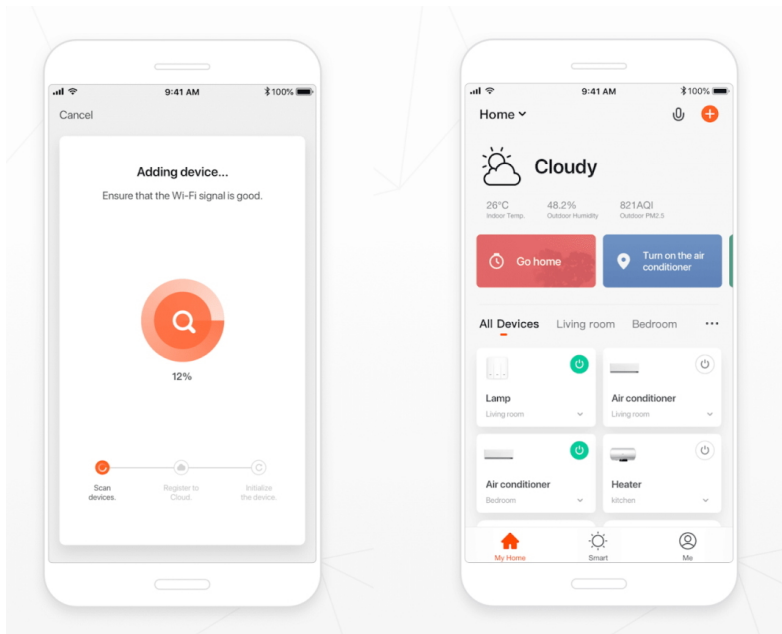 9:41 AM
100%
Cancel
Adding device...
Ensure that the Wi-Fi signal is good.
12%
Scan
devices.
Register to
Cloud.
Initialize
the device.
9:41 AM
100%
Home
Cloudy
26°C
48.2%
821AQI
Indoor Temp.
Outdoor Humidity
Outdoor PM2.5
Go home
Turn on the air
conditioner
All Devices
Living room
Bedroom
Lamp
Living room
Air conditioner
Living room
Air conditioner
Bedroom
Heater
kitchen
My Home
Smart
Me